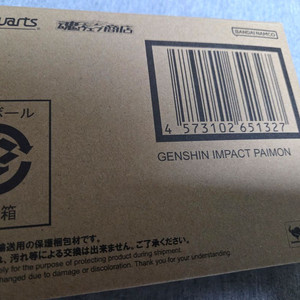 uarts 魂ウェブ商店
BANDAI NAMCO
4 573102 651327
GENSHIN IMPACT PAIMON
ボール
箱
輸送用の保護梱包材です。
、汚れ等による交換は出来ません。ご了承ください。
ly for the purpose of protecting product during shipment.
changed due to damage or discoloration. Thank you for your understanding.